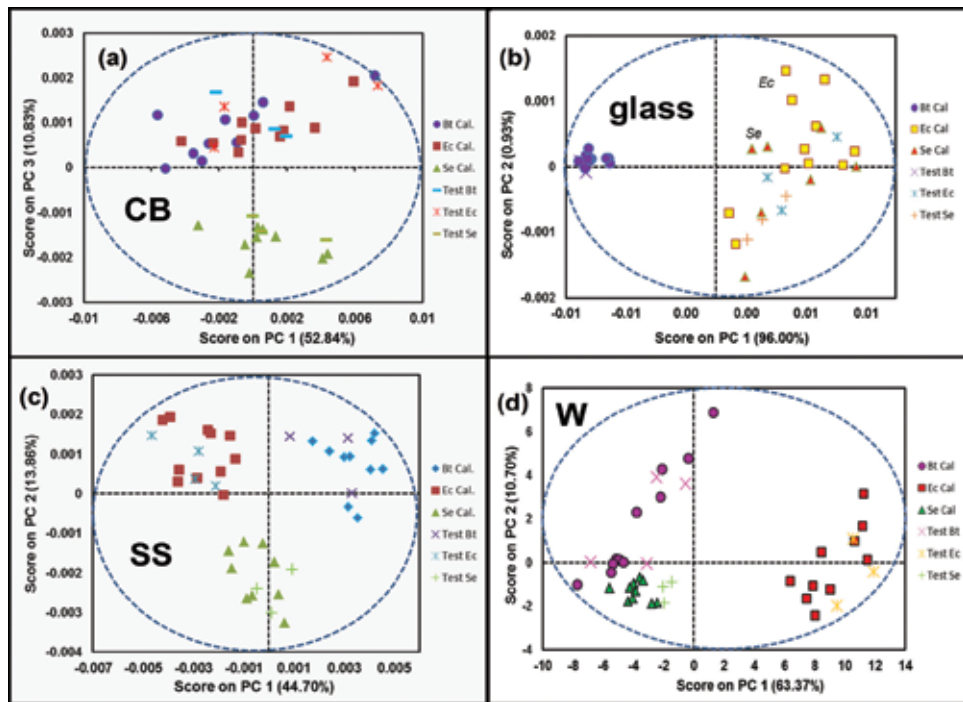 (a)
CB
Score on PC 3 (10.83%)
0.003
0.002
0.001
0
-0.001
-0.002
-0.003
-0.01
-0.006
-0.002
0.002
0.006
0.01
Score on PC 1 (52.84%)
Bt Cal.
Ec Cal.
Se Cal.
Test Bt
Test Ec
Test Se
(b)
glass
Ec
Se
Score on PC 2 (0.93%)
0.002
0.001
0
-0.001
-0.002
-0.01
-0.01
0.00
0.00
0.01
0.01
Score on PC 1 (96.00%)
Bt Cal
Ec Cal
Se Cal
Test Bt
Test Ec
Test Se
(c)
SS
Score on PC 2 (13.86%)
0.003
0.002
0.001
0
-0.001
-0.002
-0.003
-0.004
-0.007
-0.005
-0.003
-0.001
0.001
0.003
0.005
Score on PC 1 (44.70%)
Bt Cal.
Ec Cal.
Se Cal.
Test Bt
Test Ec
Test Se
(d)
W
Score on PC 2 (10.70%)
8
6
4
2
0
-2
-4
-10
-8
-6
-4
-2
0
2
4
6
8
10
12
14
Score on PC 1 (63.37%)
Bt Cal
Ec Cal
Se Cal
Test Bt
Test Ec
Test Se